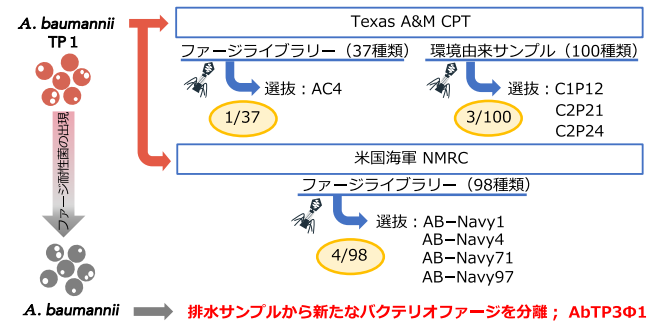 A. baumannii
TP 1
Texas A&M CPT
ファージライブラリー（37種類）
環境由来サンプル（100種類）
選抜：AC4
選抜：C1P12
C2P21
C2P24
1/37
3/100
ファージ耐性菌の出現
米国海軍 NMRC
ファージライブラリー（98種類）
選抜：AB−Navy1
AB−Navy4
AB−Navy71
AB−Navy97
4/98
A. baumannii
排水サンプルから新たなバクテリオファージを分離； AbTP3Φ1